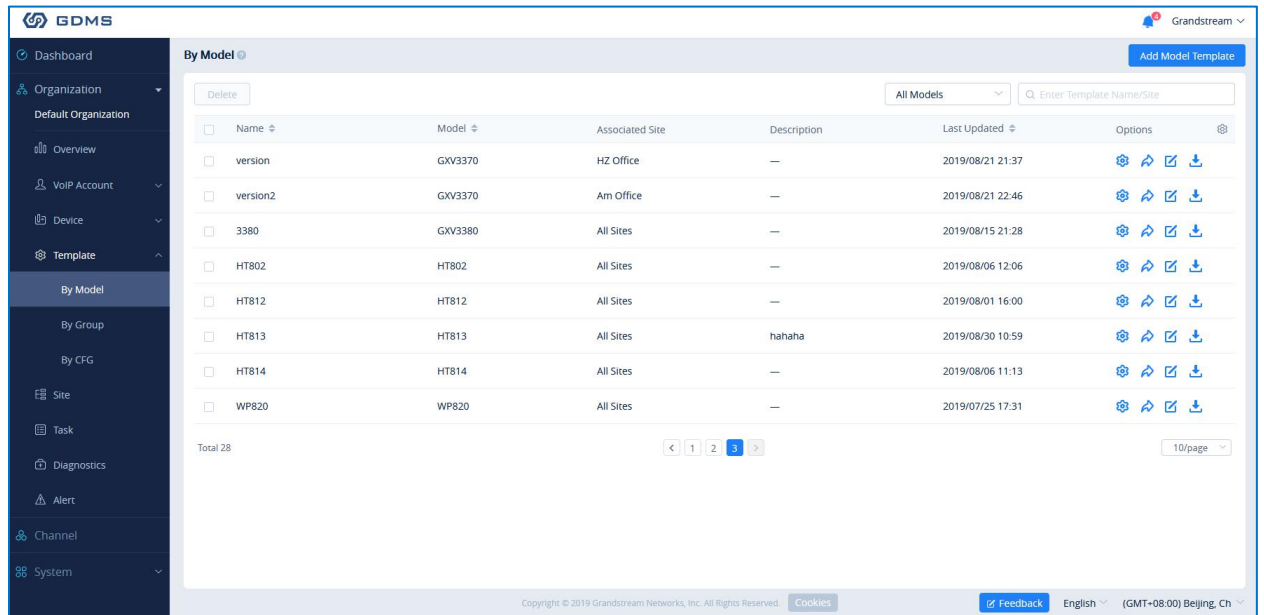 GDMS
4
Grandstream
Dashboard
Organization
Default Organization
Overview
VoIP Account
Device
Template
By Model
By Group
By CFG
Site
Task
Diagnostics
Alert
Channel
System
By Model
Add Model Template
Delete
All Models
Enter Template Name/Site
Name Model Associated Site Description Last Updated Options
version GXV3370 HZ Office — 2019/08/21 21:37
version2 GXV3370 Am Office — 2019/08/21 22:46
3380 GXV3380 All Sites — 2019/08/15 21:28
HT802 HT802 All Sites — 2019/08/06 12:06
HT812 HT812 All Sites — 2019/08/01 16:00
HT813 HT813 All Sites hahaha 2019/08/30 10:59
HT814 HT814 All Sites — 2019/08/06 11:13
WP820 WP820 All Sites — 2019/07/25 17:31
Total 28 < 1 2 3 > 10/page
Copyright © 2019 Grandstream Networks, Inc. All Rights Reserved. Cookies Feedback English (GMT+08:00) Beijing, Ch